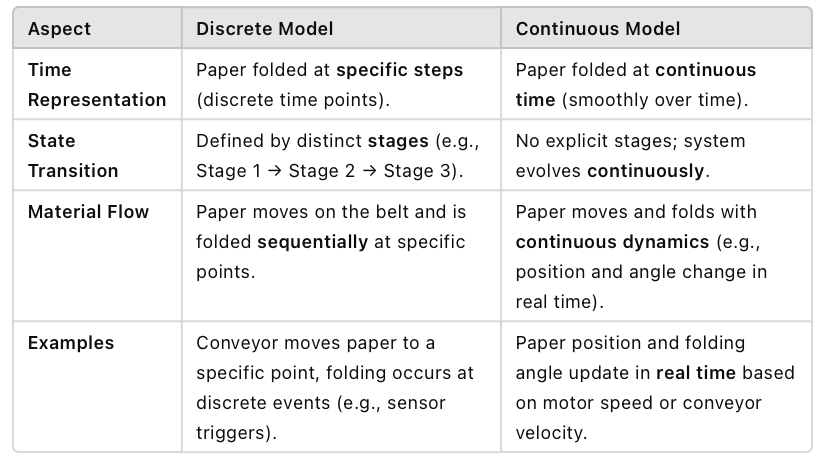 Aspect
Discrete Model
Continuous Model
Time
Representation
Paper folded at specific steps
(discrete time points).
Paper folded at continuous
time (smoothly over time).
State
Transition
Defined by distinct stages (e.g.,
Stage 1 → Stage 2 → Stage 3).
No explicit stages; system
evolves continuously.
Material Flow
Paper moves on the belt and is
folded sequentially at specific
points.
Paper moves and folds with
continuous dynamics (e.g.,
position and angle change in
real time).
Examples
Conveyor moves paper to a
specific point, folding occurs at
discrete events (e.g., sensor
triggers).
Paper position and folding
angle update in real time based
on motor speed or conveyor
velocity.